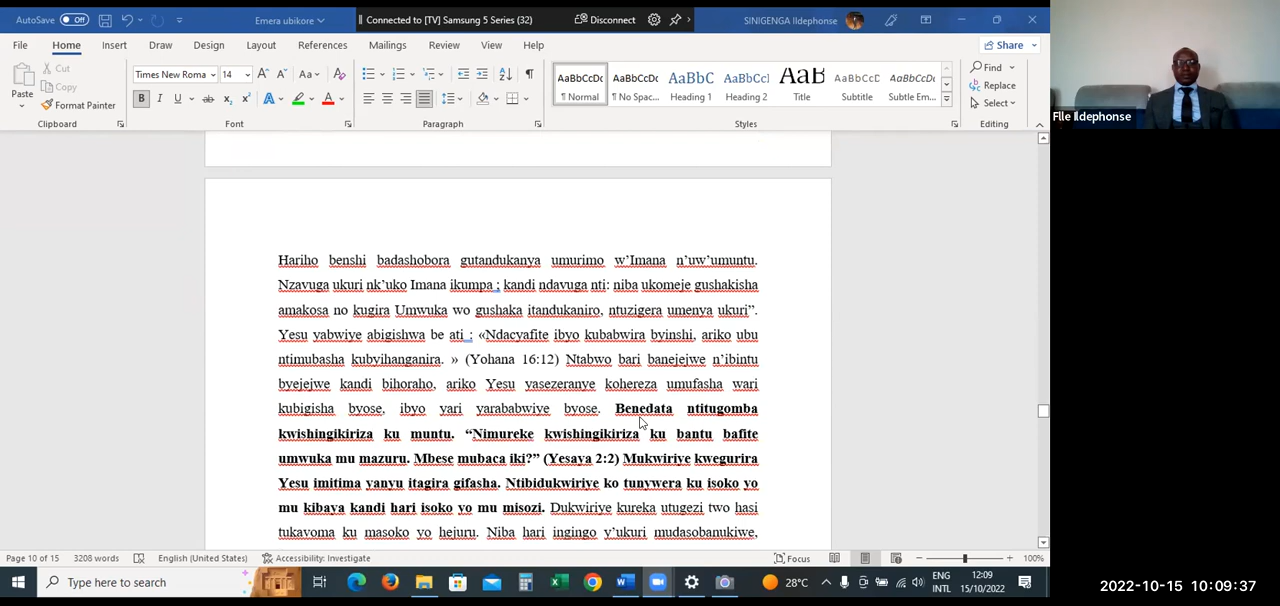 AutoSave Off
Emera ubikore
Connected to [TV] Samsung 5 Series (32)
Disconnect
SINIGENGA Ildephonse
File Home Insert Draw Design Layout References Mailings Review View Help
Share
Paste
Cut
Copy
Format Painter
Clipboard
Times New Roma 14
Font
Paragraph
AaBbCcDc AaBbCcDc AaBbC AaBbCcl AaB AaBbCcD AaBbCcDc
¶ Normal ¶ No Spac... Heading 1 Heading 2 Title Subtitle Subtle Em...
Styles
Find
Replace
Select
Editing
FIle Ildephonse
Hariho benshi badashobora gutandukanya umurimo w’Imana n’uw’umuntu.
Nzavuga ukuri nk’uko Imana ikumpa ; kandi ndavuga nti: niba ukomeje gushakisha
amakosa no kugira Umwuka wo gushaka itandukaniro, ntuzigera umenya ukuri”.
Yesu yabwiye abigishwa be ati ; «Ndacyafite ibyo kubabwira byinshi, ariko ubu
ntimubasha kubyihanganira. » (Yohana 16:12) Ntabwo bari banejejwe n’ibintu
byejejwe kandi bihoraho, ariko Yesu yasezeranye kohereza umufasha wari
kubigisha byose, ibyo yari yarababwiye byose. Benedata ntitugomba
kwishingikiriza ku muntu. “Nimureke kwishingikiriza ku bantu bafite
umwuka mu mazuru. Mbese mubaca iki?” (Yesaya 2:2) Mukwiriye kwegurira
Yesu imitima yanyu itagira gifasha. Ntibidukwiriye ko tunywera ku isoko yo
mu kibaya kandi hari isoko yo mu misozi. Dukwiriye kureka utugezi two hasi
tukavoma ku masoko yo hejuru. Niba hari ingingo y’ukuri mudasobanukiwe,
Page 10 of 15 3208 words English (United States) Accessibility: Investigate Focus 100%
Type here to search
28°C
ENG
INTL
12:09
15/10/2022
2022-10-15 10:09:37